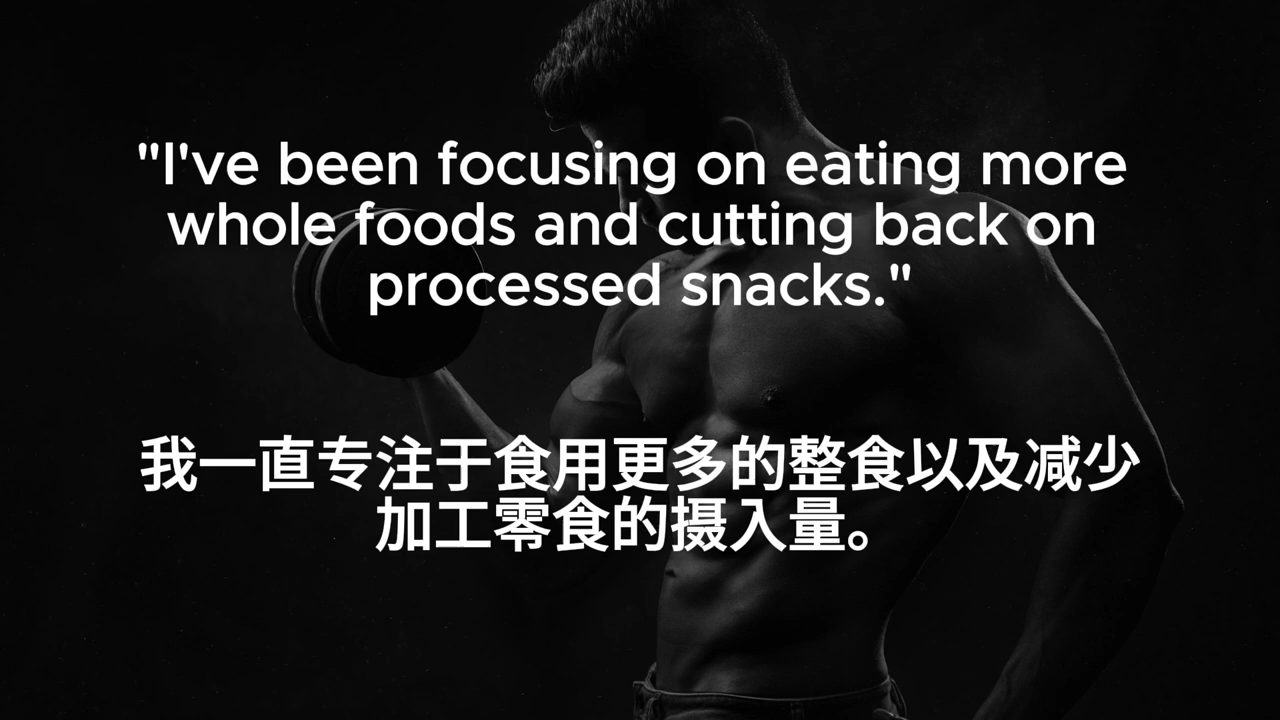 "I've been focusing on eating more
whole foods and cutting back on
processed snacks."
我一直专注于食用更多的整食以及减少
加工零食的摄入量。